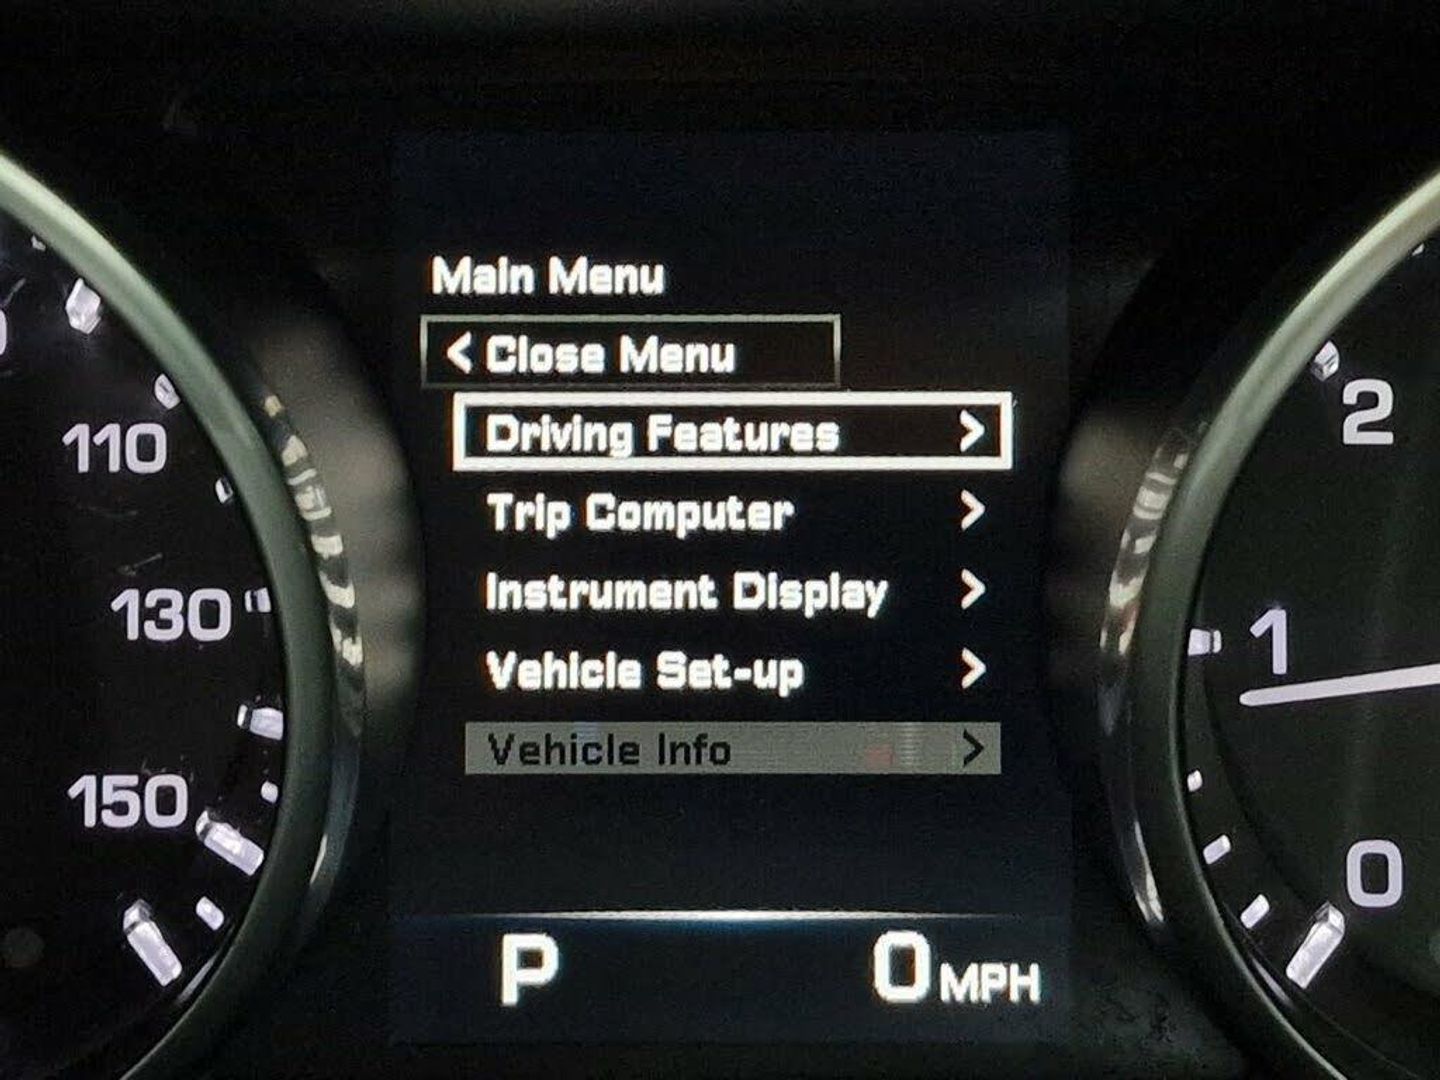 Main Menu
< Close Menu
Driving Features >
Trip Computer >
Instrument Display >
Vehicle Set-up >
Vehicle Info >
P
0 MPH
110
130
150
2
1
0